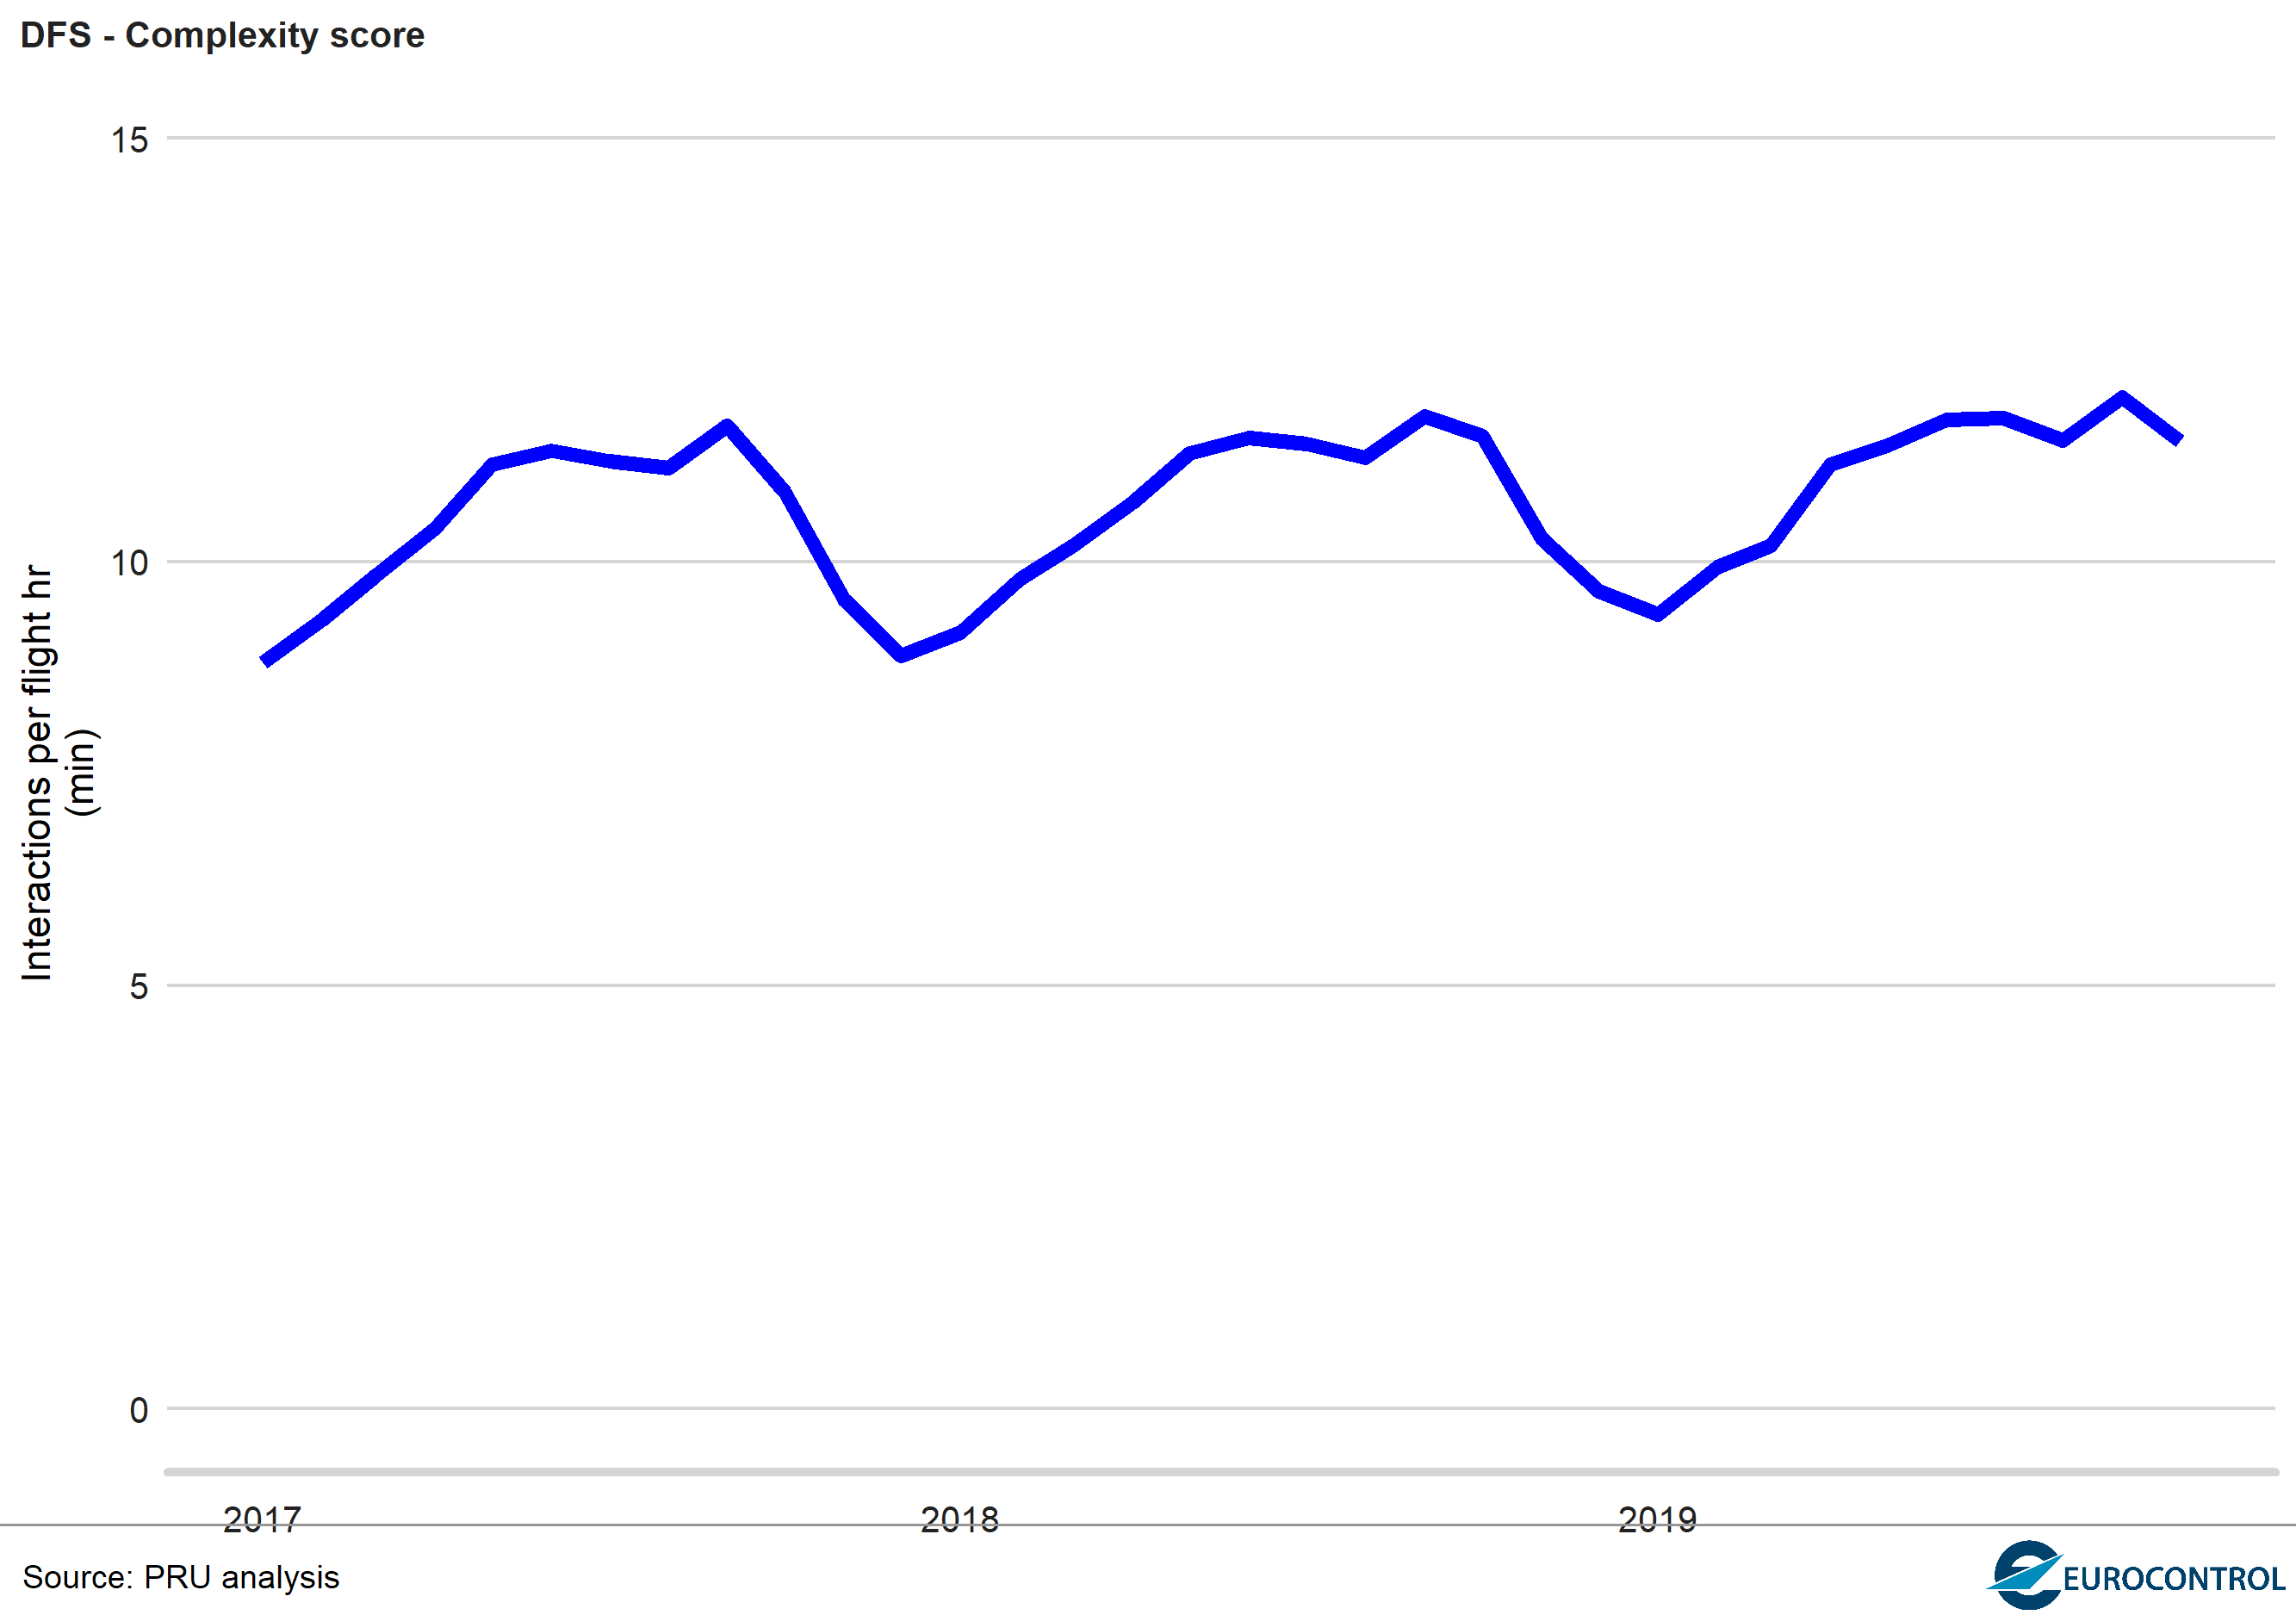 DFS - Complexity score
15
10
5
0
Interactions per flight hr
(min)
2017 2018 2019
Source: PRU analysis
EUROCONTROL